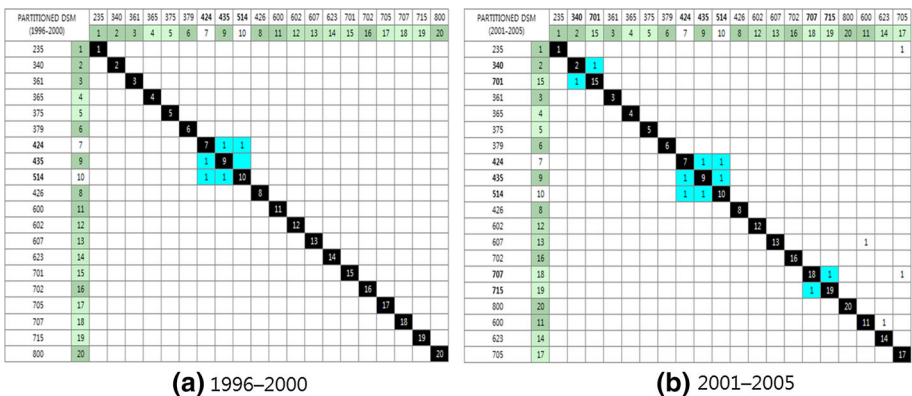 PARTITIONED DSM 235 340 361 365 375 379 424 435 514 426 600 602 607 623 701 702 705 707 715 800
(1996-2000) 1 2 3 4 5 6 7 9 10 8 11 12 13 14 15 16 17 18 19 20
235 1 1
340 2 2
361 3 3
365 4 4
375 5 5
379 6 6
424 7 7 1 1
435 9 1 9
514 10 1 1 10
426 8 8
600 11 11
602 12 12
607 13 13
623 14 14
701 15 15
702 16 16
705 17 17
707 18 18
715 19 19
800 20 20
(a) 1996–2000
PARTITIONED DSM 235 340 701 361 365 375 379 424 435 514 426 602 607 702 707 715 800 600 623 705
(2001-2005) 1 2 15 3 4 5 6 7 9 10 8 12 13 16 18 19 20 11 14 17
235 1 1 1
340 2 2 1
701 15 1 15
361 3 3
365 4 4
375 5 5
379 6 6
424 7 7 1 1
435 9 1 9 1
514 10 1 1 10
426 8 8
602 12 12
607 13 13 1
702 16 16
707 18 18 1 1
715 19 1 19
800 20 20
600 11 11 1
623 14 14
705 17 17
(b) 2001–2005